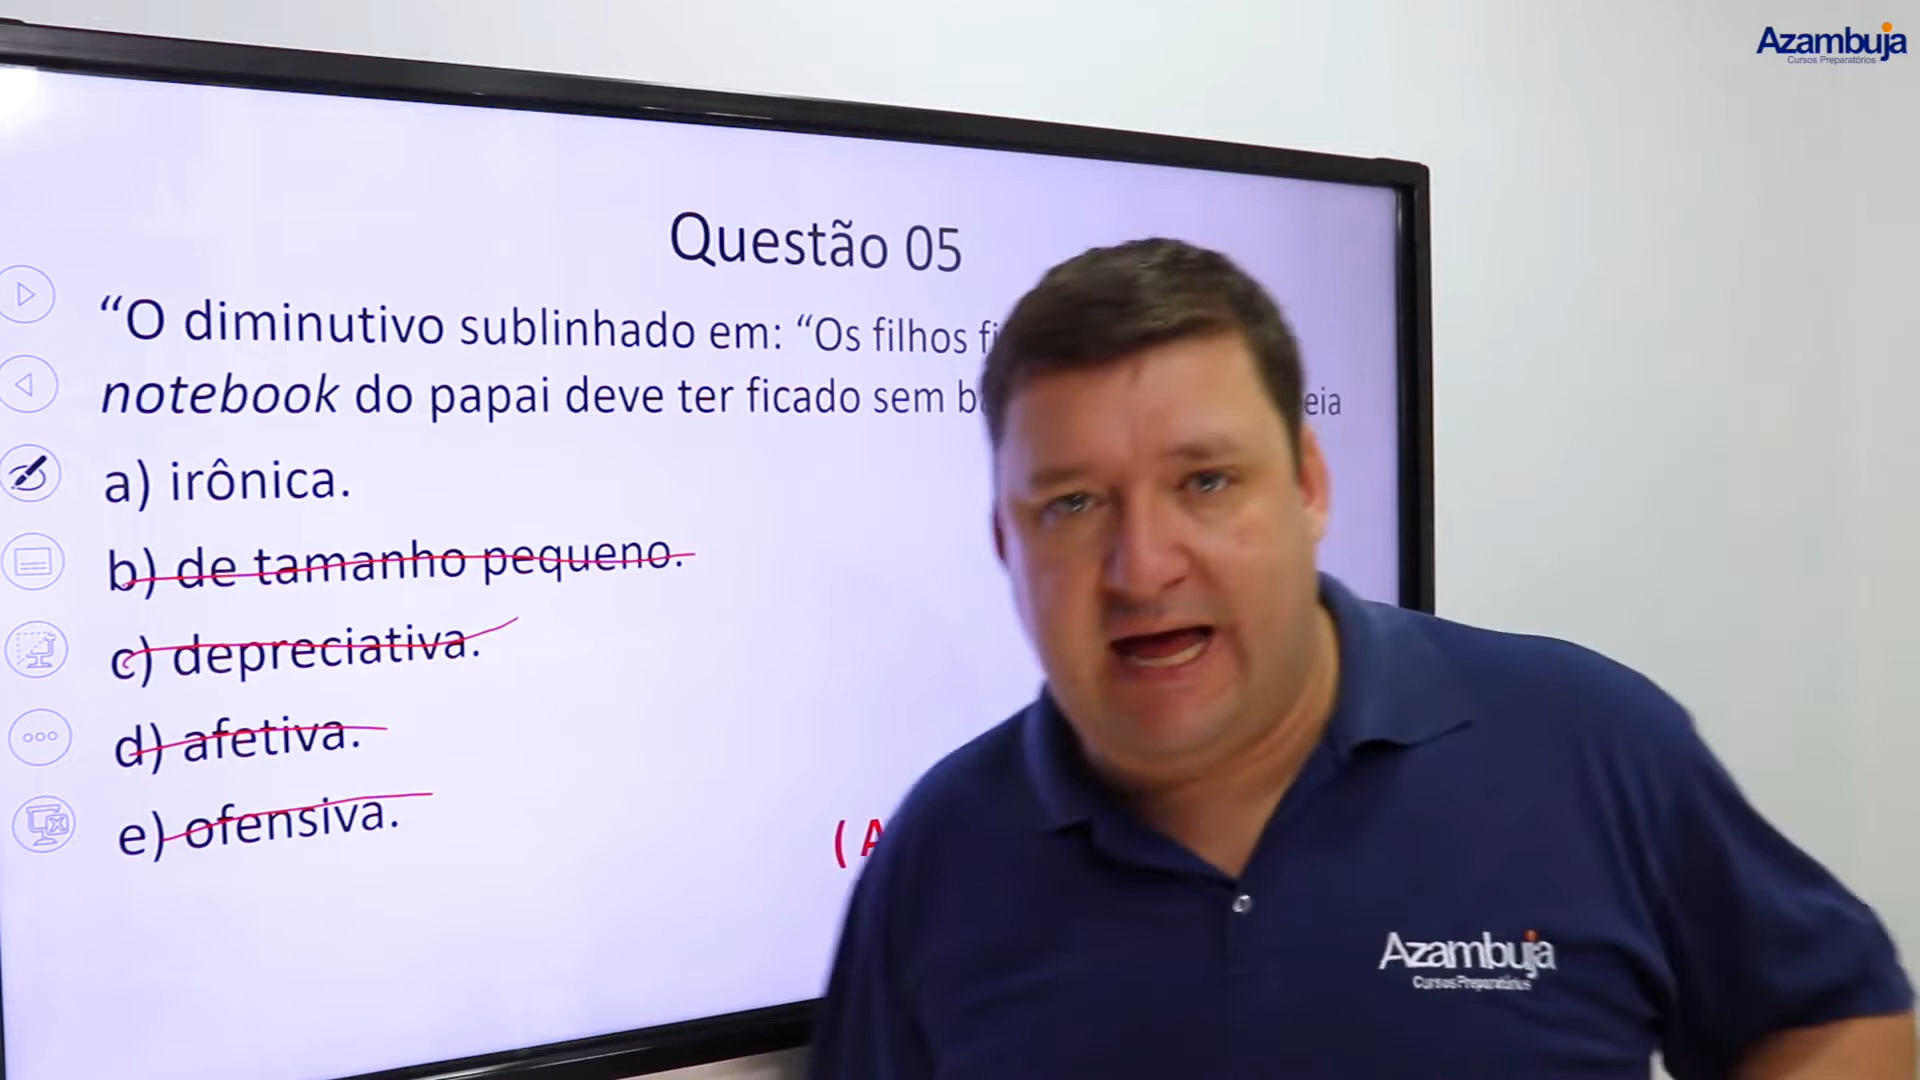 Azambuja
Cursos Preparatórios
Questão 05
“O diminutivo sublinhado em: “Os filhos
notebook do papai deve ter ficado sem eia
a) irônica.
b) de tamanho pequeno.
c) depreciativa.
d) afetiva.
e) ofensiva.
( A
Azambuja
Cursos Preparatórios